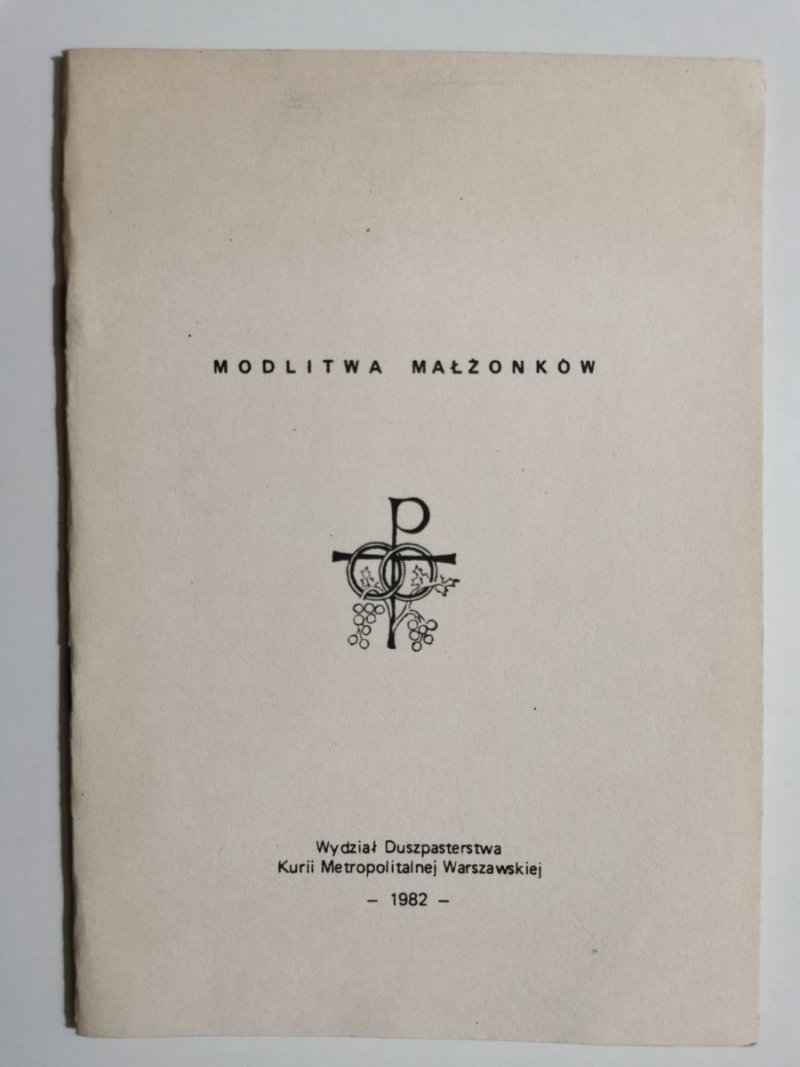 MODLITWA MAŁŻONKÓW
Wydział Duszpasterstwa
Kurii Metropolitalnej Warszawskiej
– 1982 –